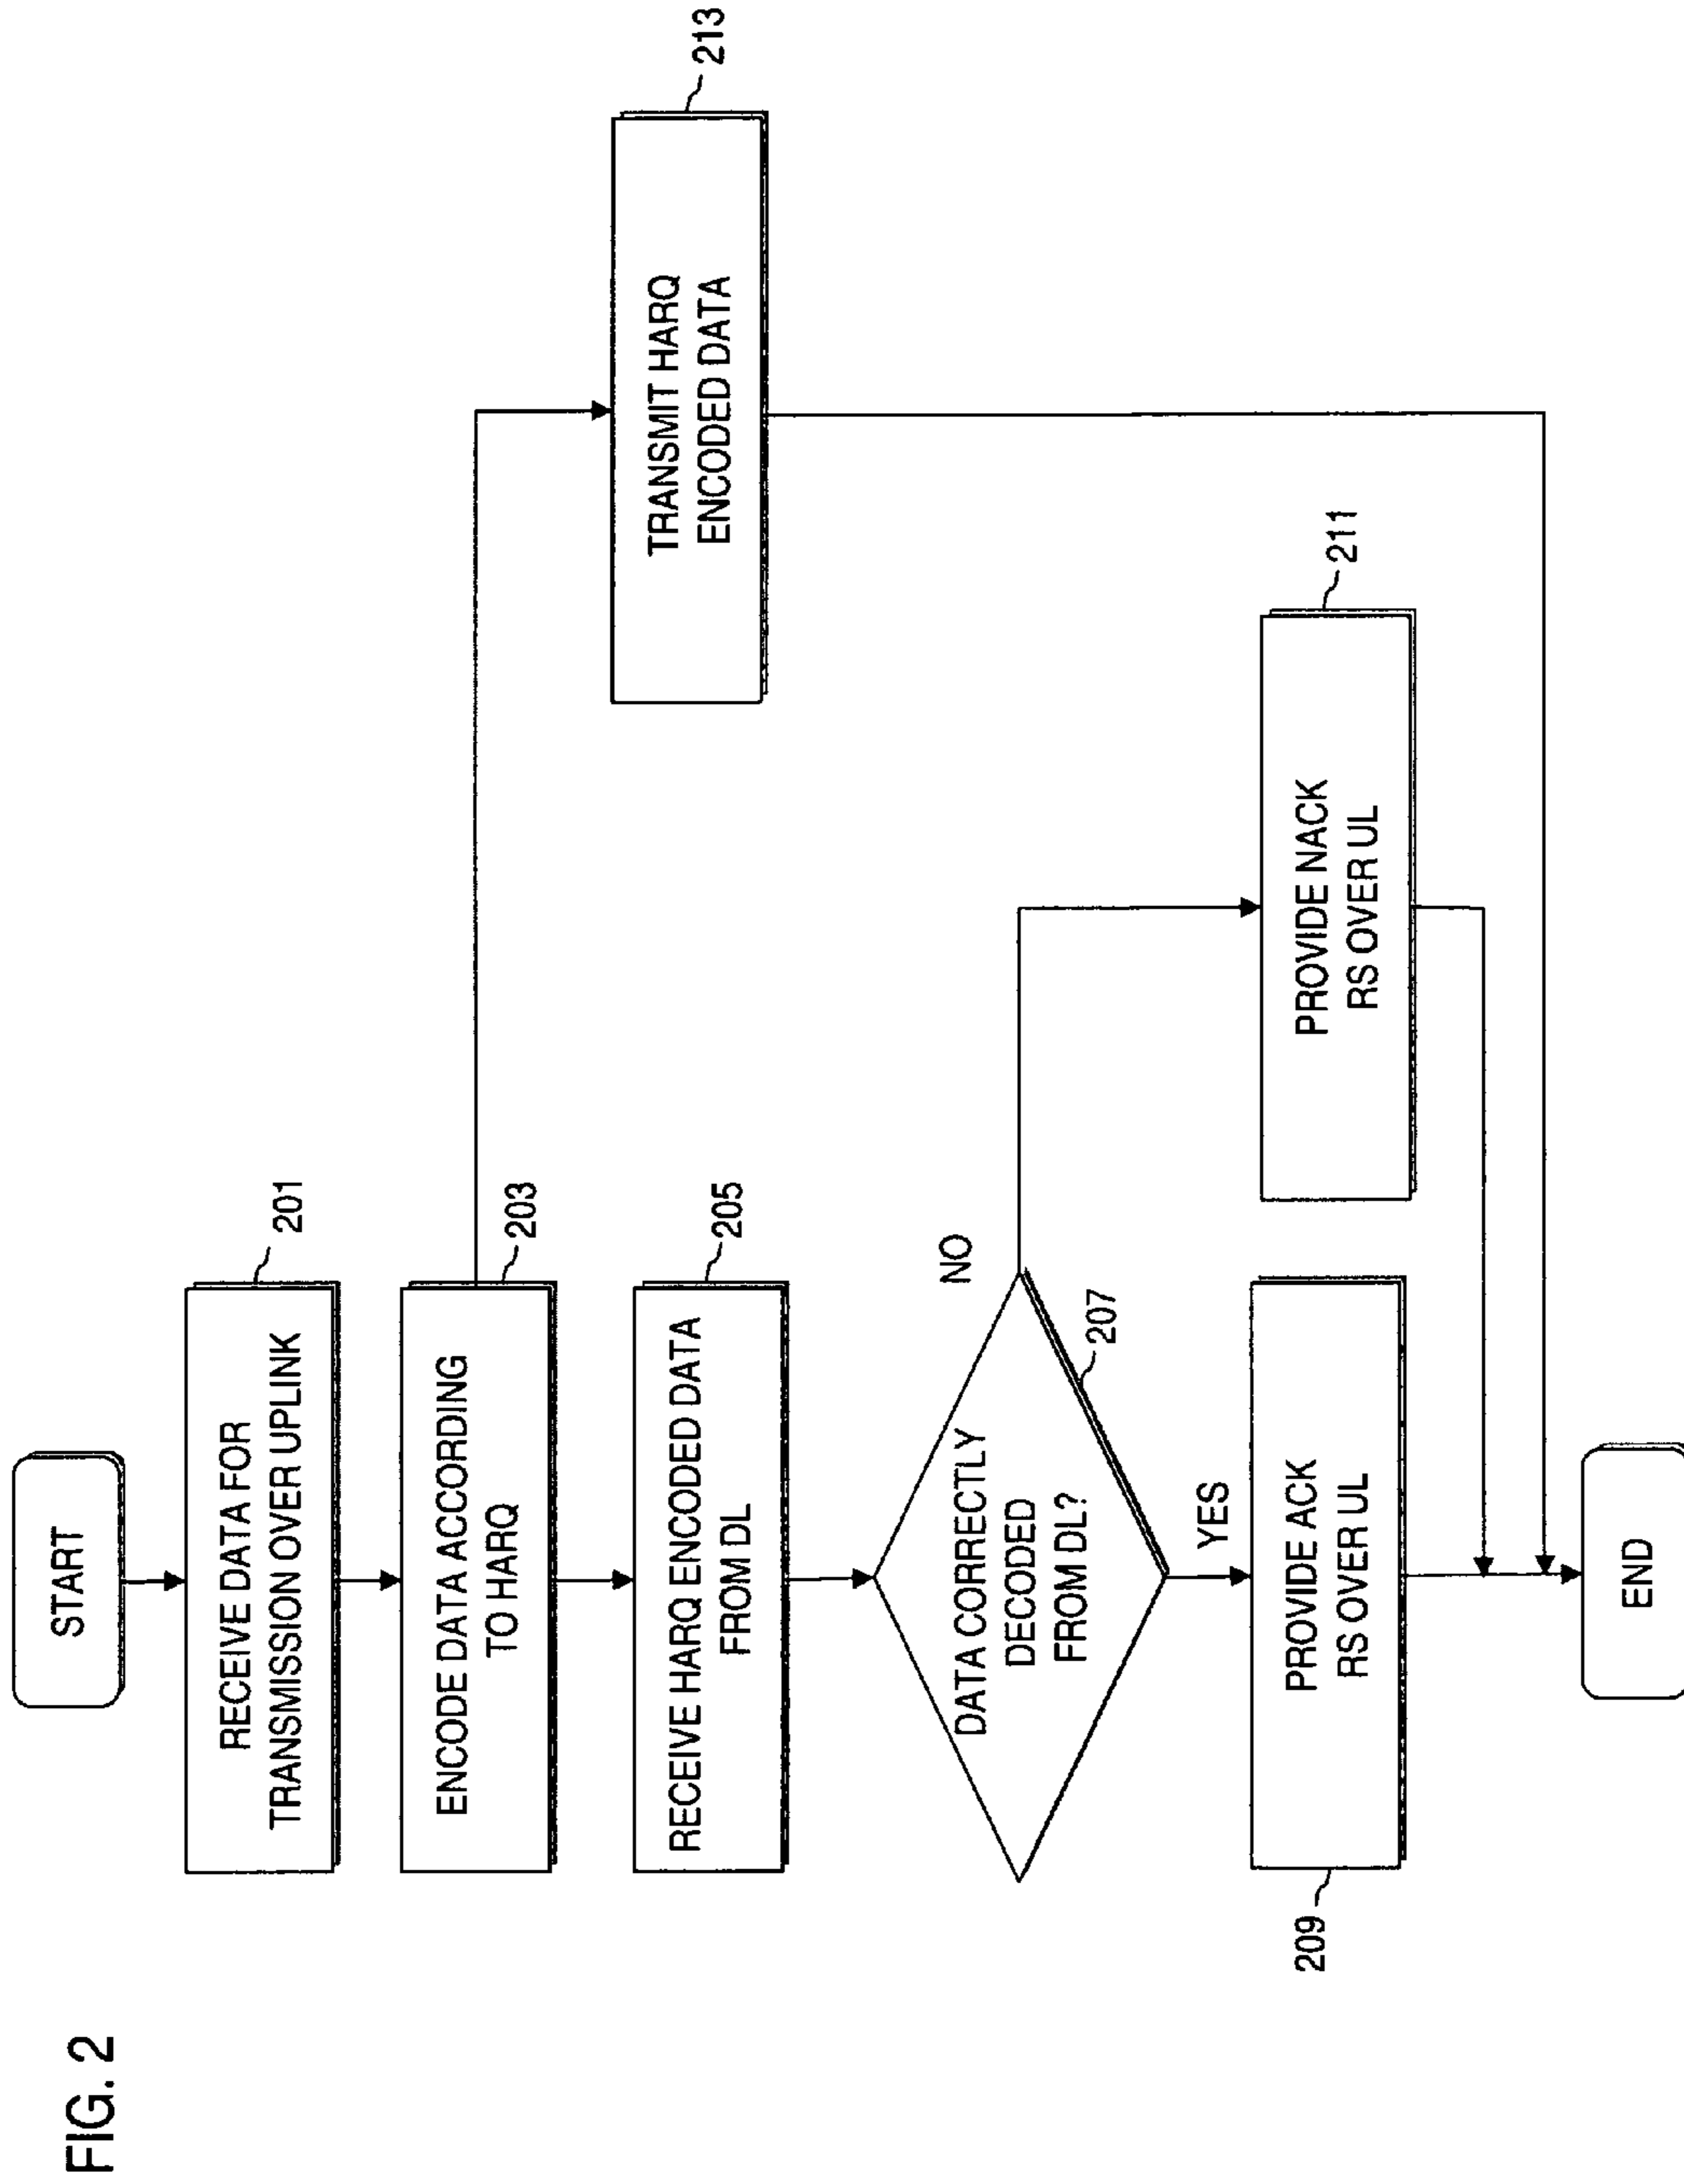 FIG. 2
START
RECEIVE DATA FOR
TRANSMISSION OVER UPLINK
201
ENCODE DATA ACCORDING
TO HARQ
203
RECEIVE HARQ ENCODED DATA
FROM DL
205
TRANSMIT HARQ
ENCODED DATA
213
DATA CORRECTLY
DECODED
FROM DL?
207
NO
YES
PROVIDE ACK
RS OVER UL
209
PROVIDE NACK
RS OVER UL
211
END